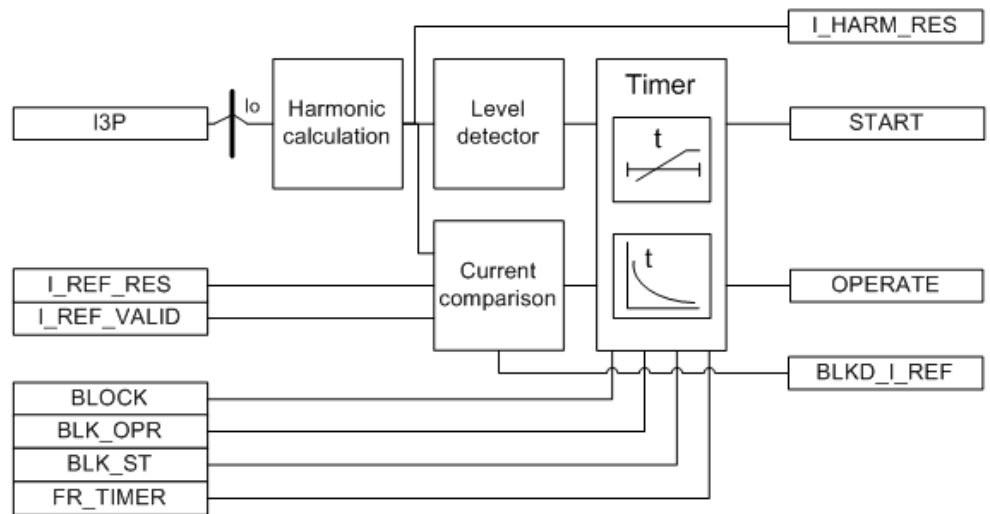 I_HARM_RES
I3P
Io
Harmonic
calculation
Level
detector
Timer
t
START
I_REF_RES
I_REF_VALID
Current
comparison
t
OPERATE
BLKD_I_REF
BLOCK
BLK_OPR
BLK_ST
FR_TIMER